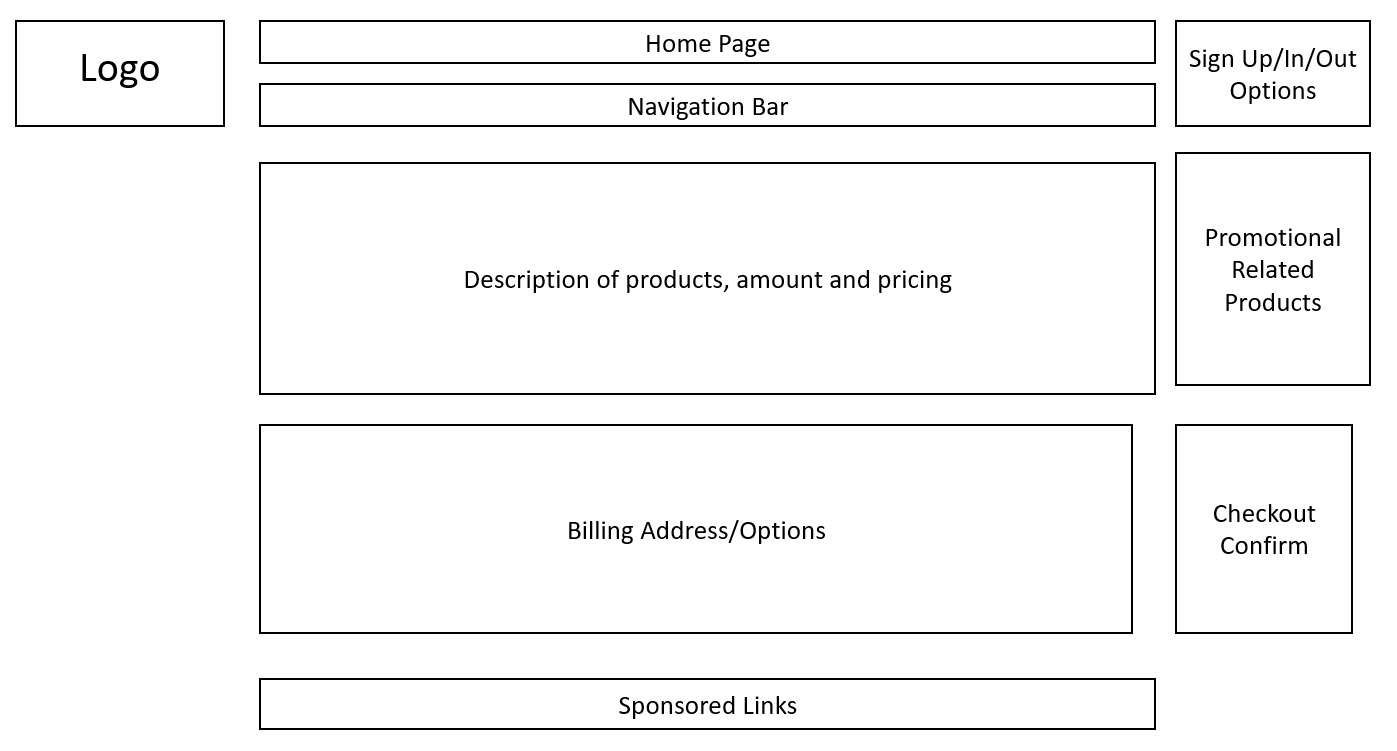 Logo
Home Page
Navigation Bar
Sign Up/In/Out
Options
Description of products, amount and pricing
Promotional
Related
Products
Billing Address/Options
Checkout
Confirm
Sponsored Links